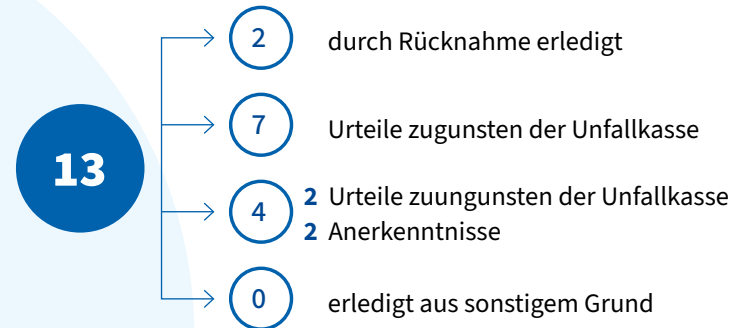 13
2 durch Rücknahme erledigt
7 Urteile zugunsten der Unfallkasse
4 2 Urteile zuungunsten der Unfallkasse
2 Anerkenntnisse
0 erledigt aus sonstigem Grund